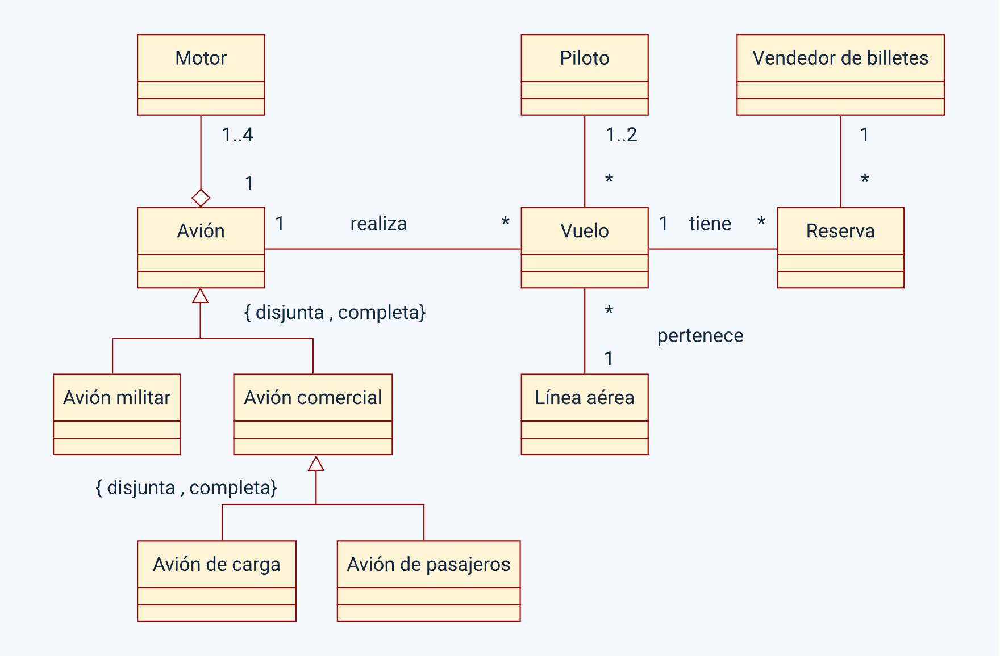 Motor
Piloto
Vendedor de billetes
1..4
1..2
1
1
*
*
Avión
1
realiza
*
Vuelo
1
tiene
*
Reserva
{ disjunta , completa}
*
pertenece
1
Avión militar
Avión comercial
Línea aérea
{ disjunta , completa}
Avión de carga
Avión de pasajeros